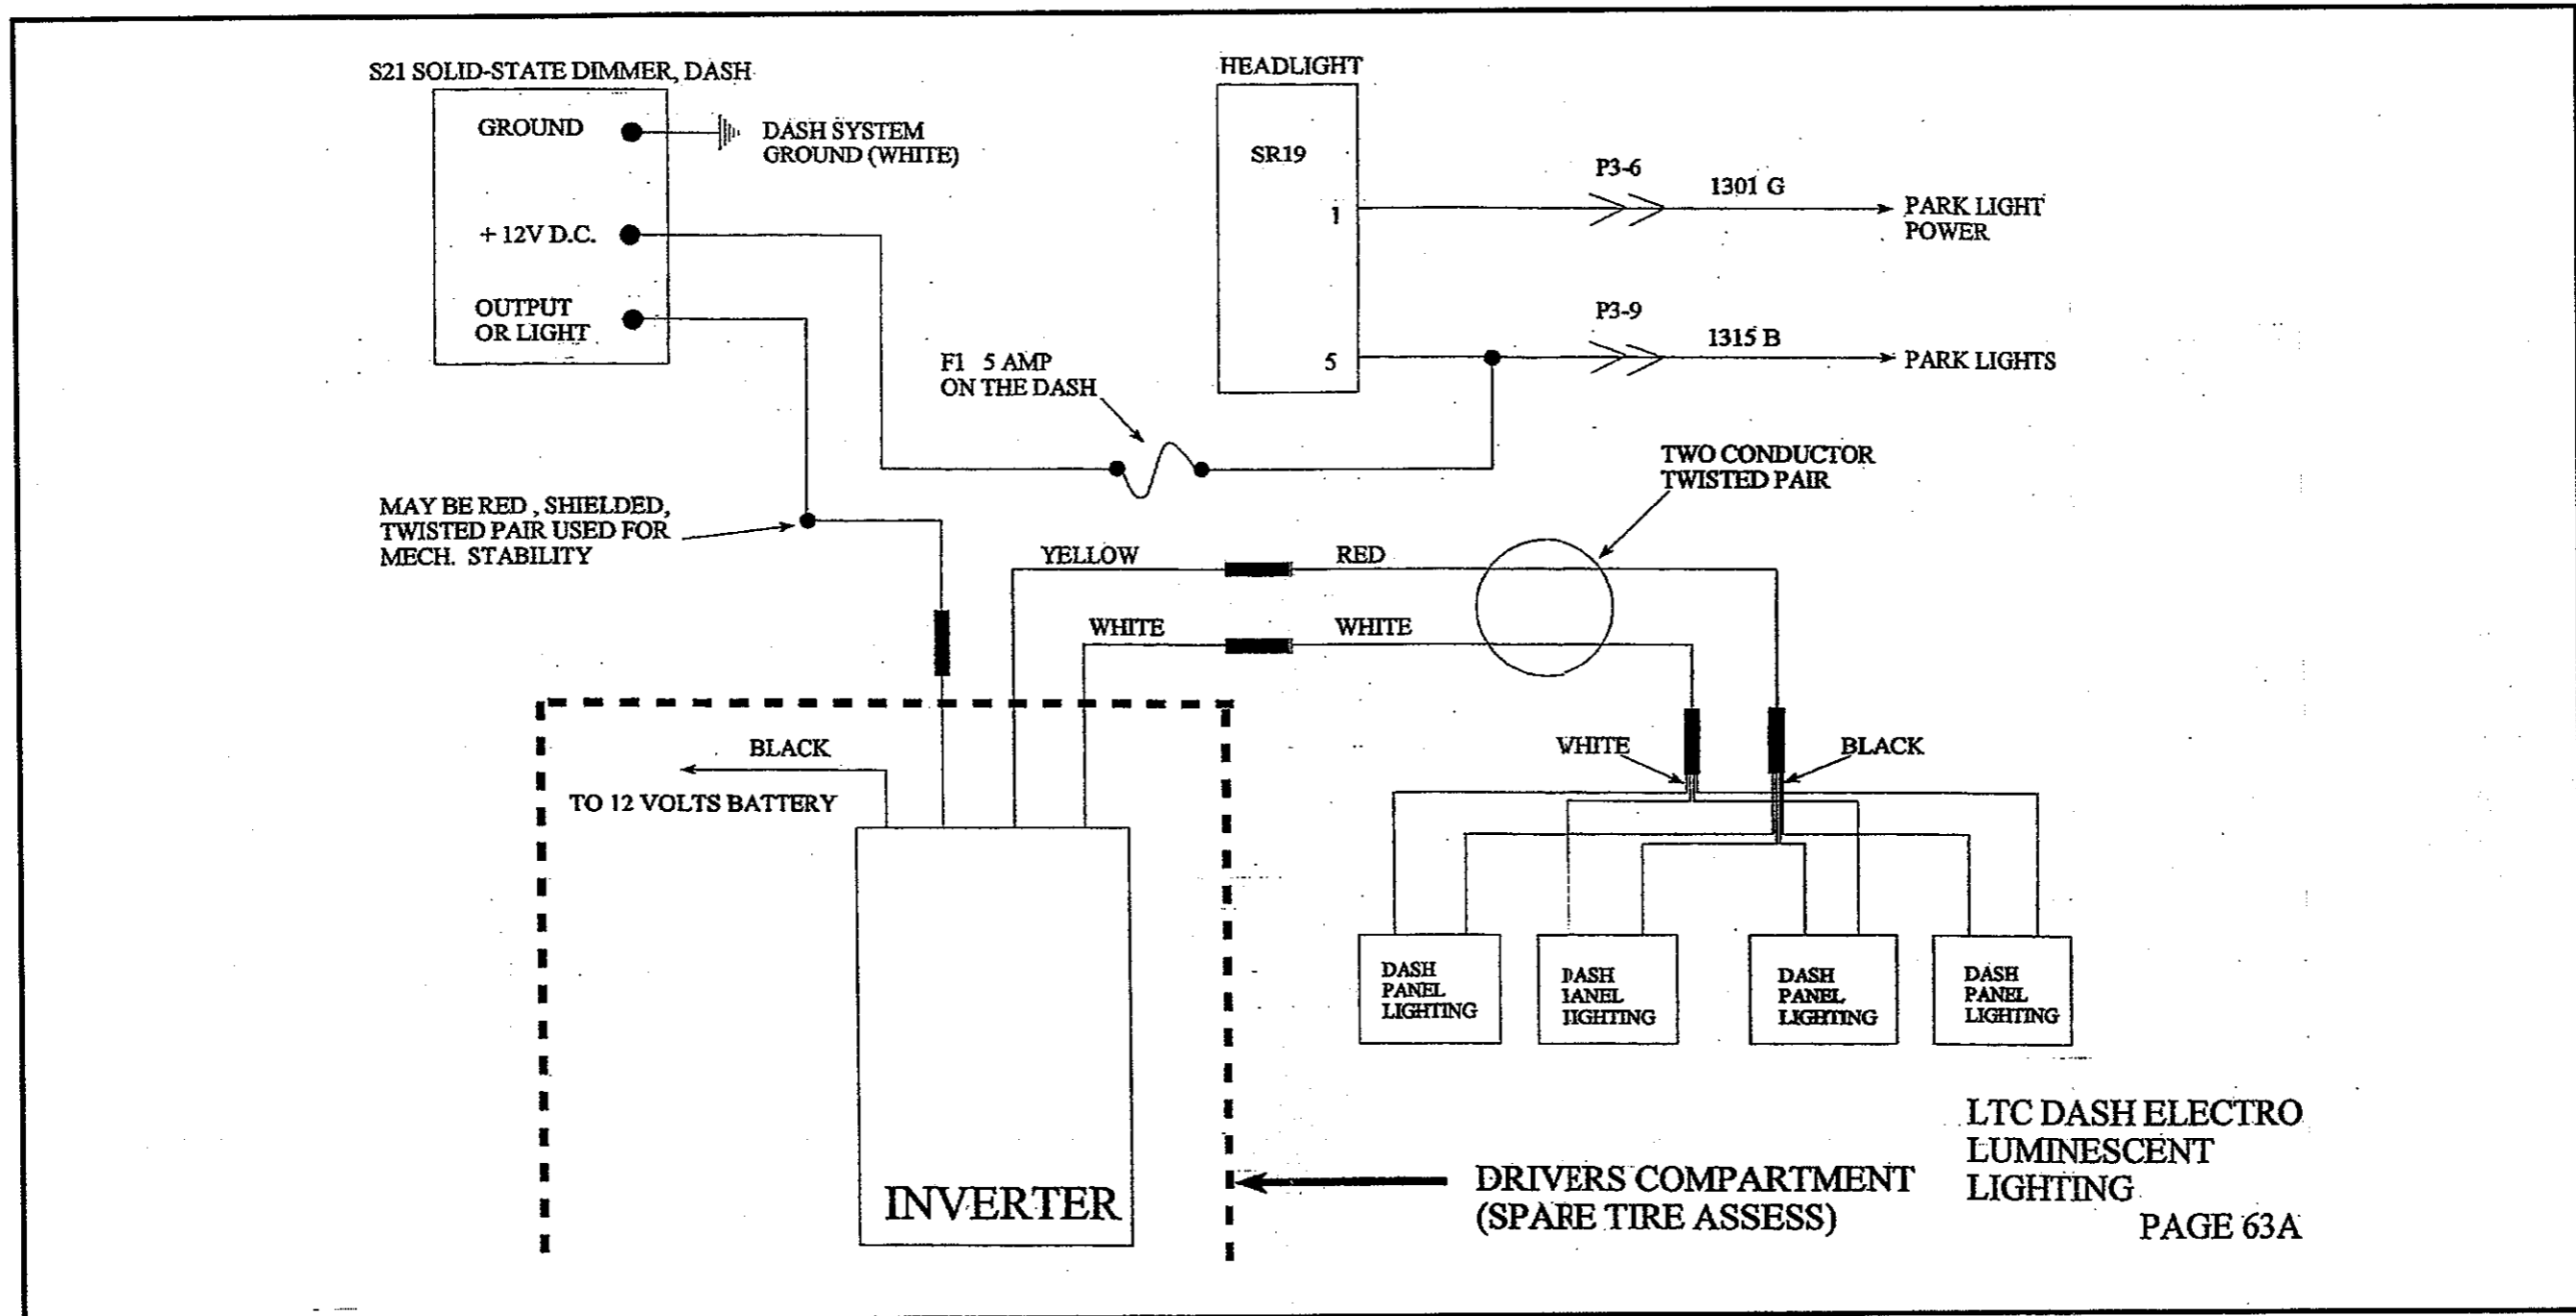 S21 SOLID-STATE DIMMER, DASH
GROUND
DASH SYSTEM
GROUND (WHITE)
+ 12V D.C.
OUTPUT
OR LIGHT
HEADLIGHT
SR19
1
5
P3-6
1301 G
PARK LIGHT
POWER
P3-9
1315 B
PARK LIGHTS
F1 5 AMP
ON THE DASH
MAY BE RED , SHIELDED,
TWISTED PAIR USED FOR
MECH. STABILITY
TWO CONDUCTOR
TWISTED PAIR
YELLOW
RED
WHITE
WHITE
BLACK
TO 12 VOLTS BATTERY
WHITE
BLACK
DASH
PANEL
LIGHTING
DASH
PANEL
LIGHTING
DASH
PANEL
LIGHTING
DASH
PANEL
LIGHTING
INVERTER
DRIVERS COMPARTMENT
(SPARE TIRE ASSESS)
LTC DASH ELECTRO
LUMINESCENT
LIGHTING
PAGE 63A